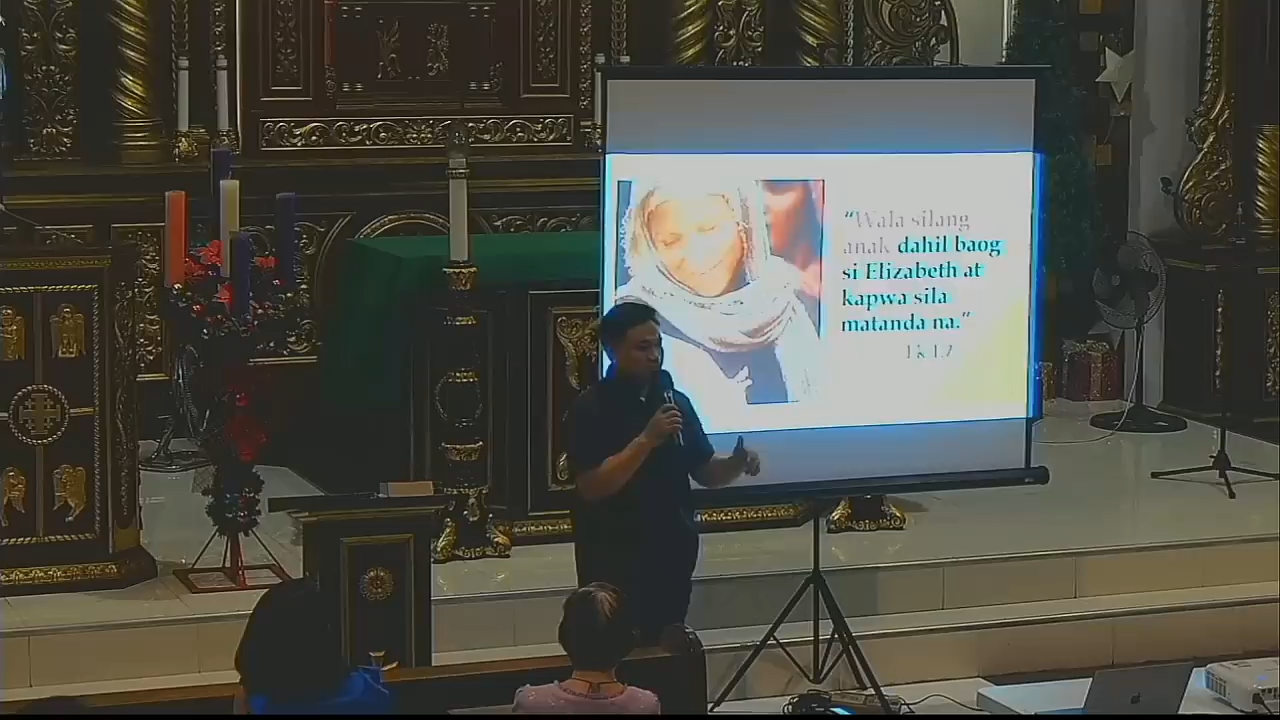 “Wala silang
anak dahil baog
si Elizabeth at
kapwa sila
matanda na.”
Lk 1,7